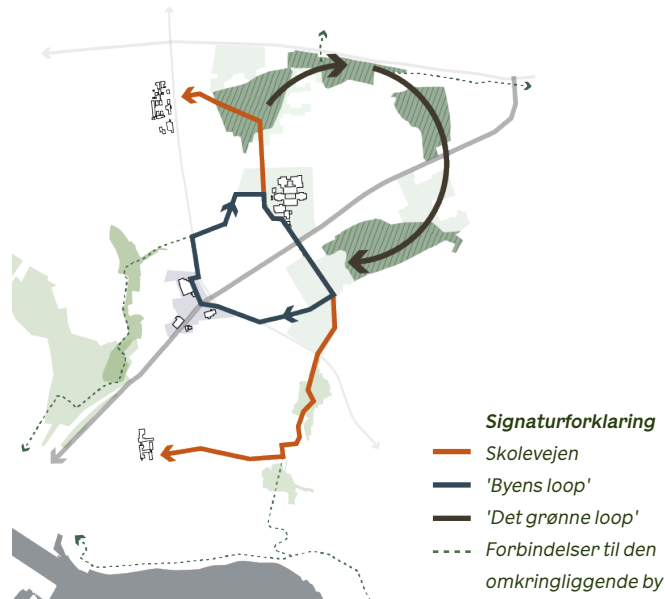 Signaturforklaring
Skolevejen
'Byens loop'
'Det grønne loop'
Forbindelser til den
omkringliggende by